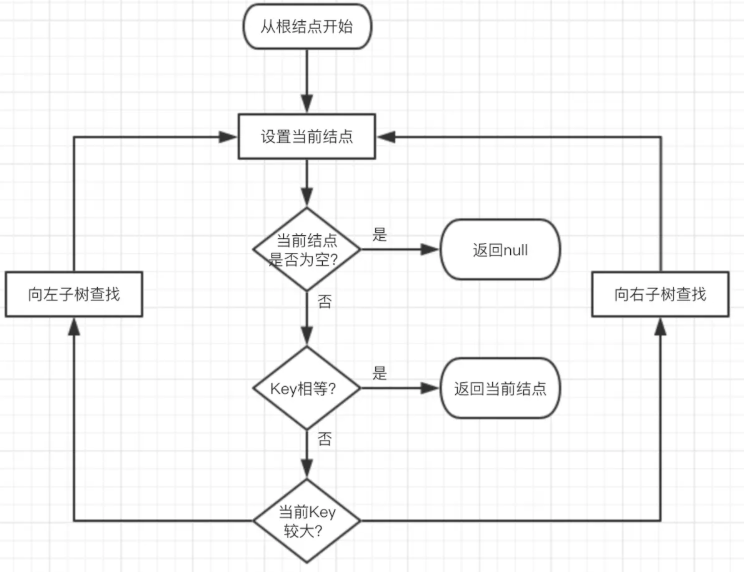 从根结点开始
设置当前结点
当前结点
是否为空?
是
返回null
向左子树查找
向右子树查找
否
Key相等?
是
返回当前结点
否
当前Key
较大?